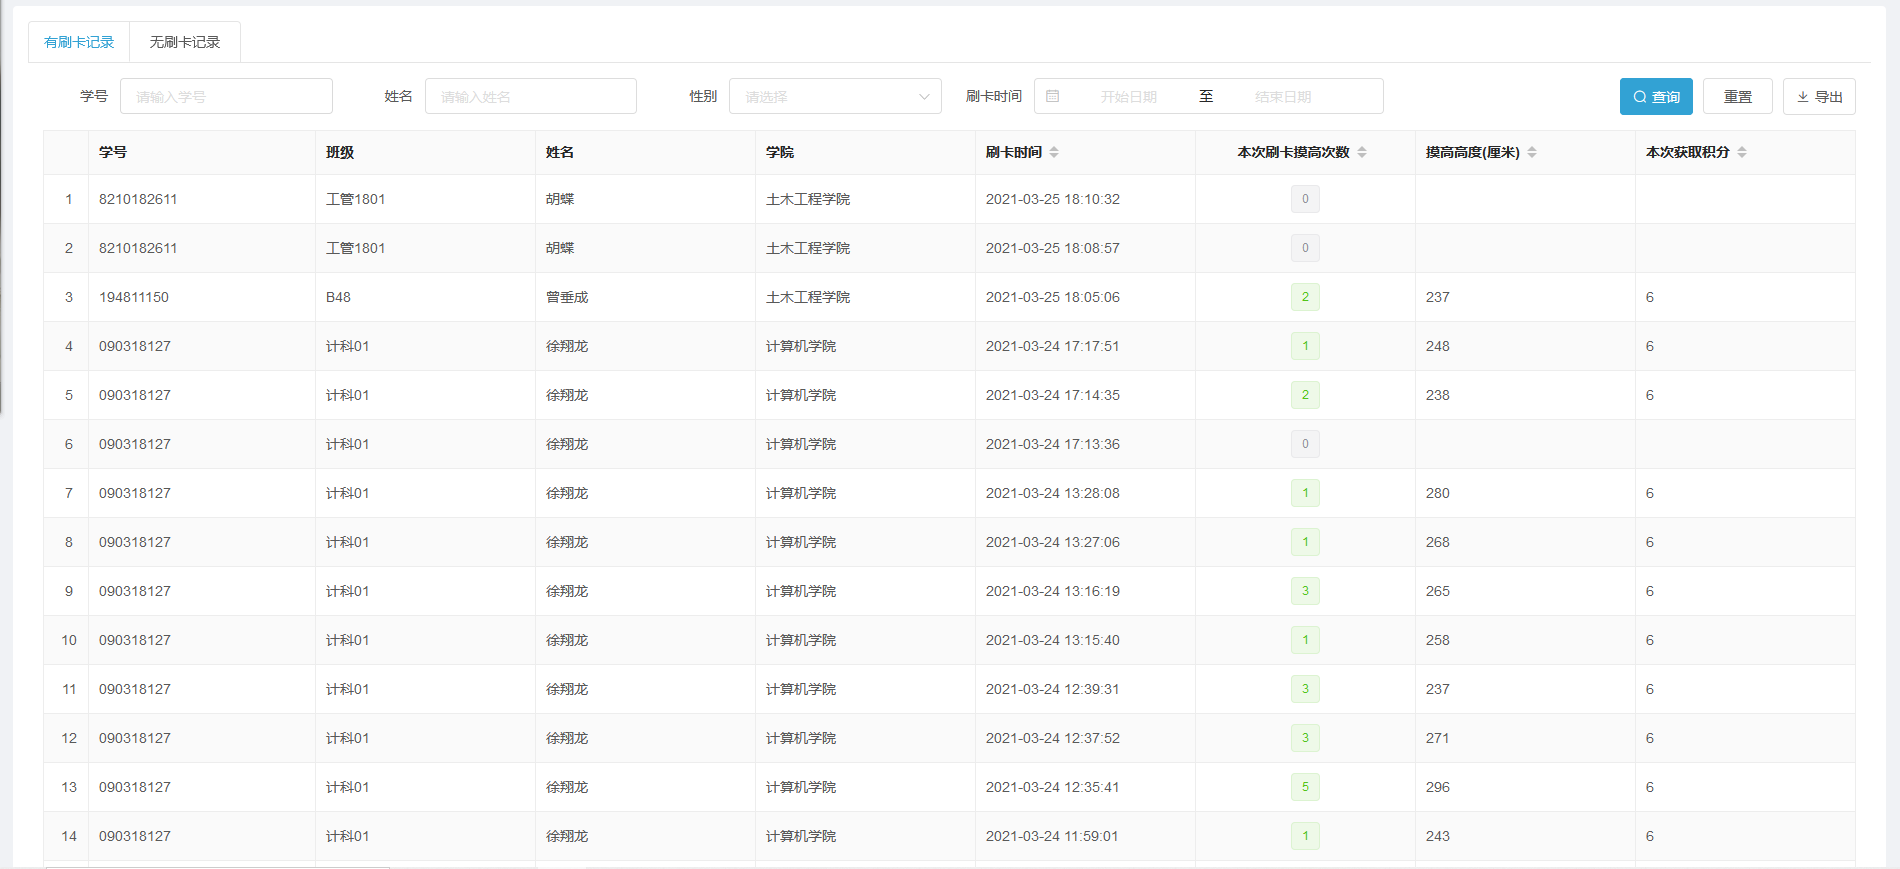 有刷卡记录 无刷卡记录
学号 请输入学号 姓名 请输入姓名 性别 请选择 刷卡时间 开始日期 至 结束日期 查询 重置 导出
学号 班级 姓名 学院 刷卡时间 本次刷卡摸高次数 摸高高度(厘米) 本次获取积分
1 8210182611 工管1801 胡蝶 土木工程学院 2021-03-25 18:10:32 0
2 8210182611 工管1801 胡蝶 土木工程学院 2021-03-25 18:08:57 0
3 194811150 B48 曾垂成 土木工程学院 2021-03-25 18:05:06 2 237 6
4 090318127 计科01 徐翔龙 计算机学院 2021-03-24 17:17:51 1 248 6
5 090318127 计科01 徐翔龙 计算机学院 2021-03-24 17:14:35 2 238 6
6 090318127 计科01 徐翔龙 计算机学院 2021-03-24 17:13:36 0
7 090318127 计科01 徐翔龙 计算机学院 2021-03-24 13:28:08 1 280 6
8 090318127 计科01 徐翔龙 计算机学院 2021-03-24 13:27:06 1 268 6
9 090318127 计科01 徐翔龙 计算机学院 2021-03-24 13:16:19 3 265 6
10 090318127 计科01 徐翔龙 计算机学院 2021-03-24 13:15:40 1 258 6
11 090318127 计科01 徐翔龙 计算机学院 2021-03-24 12:39:31 3 237 6
12 090318127 计科01 徐翔龙 计算机学院 2021-03-24 12:37:52 3 271 6
13 090318127 计科01 徐翔龙 计算机学院 2021-03-24 12:35:41 5 296 6
14 090318127 计科01 徐翔龙 计算机学院 2021-03-24 11:59:01 1 243 6